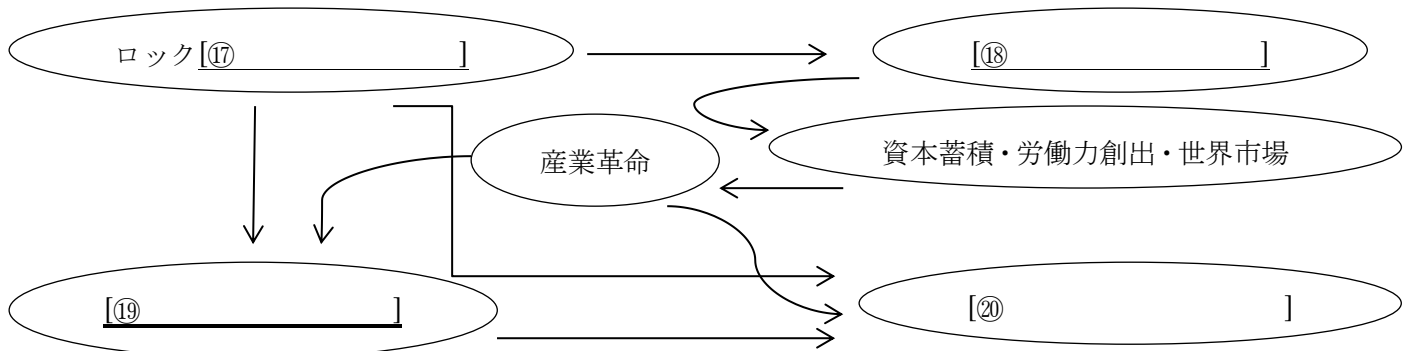 ロック[⑰　　　　　　　]
[⑱　　　　　　　　]
産業革命
資本蓄積・労働力創出・世界市場
[⑲　　　　　　　　]
[⑳　　　　　　　　]